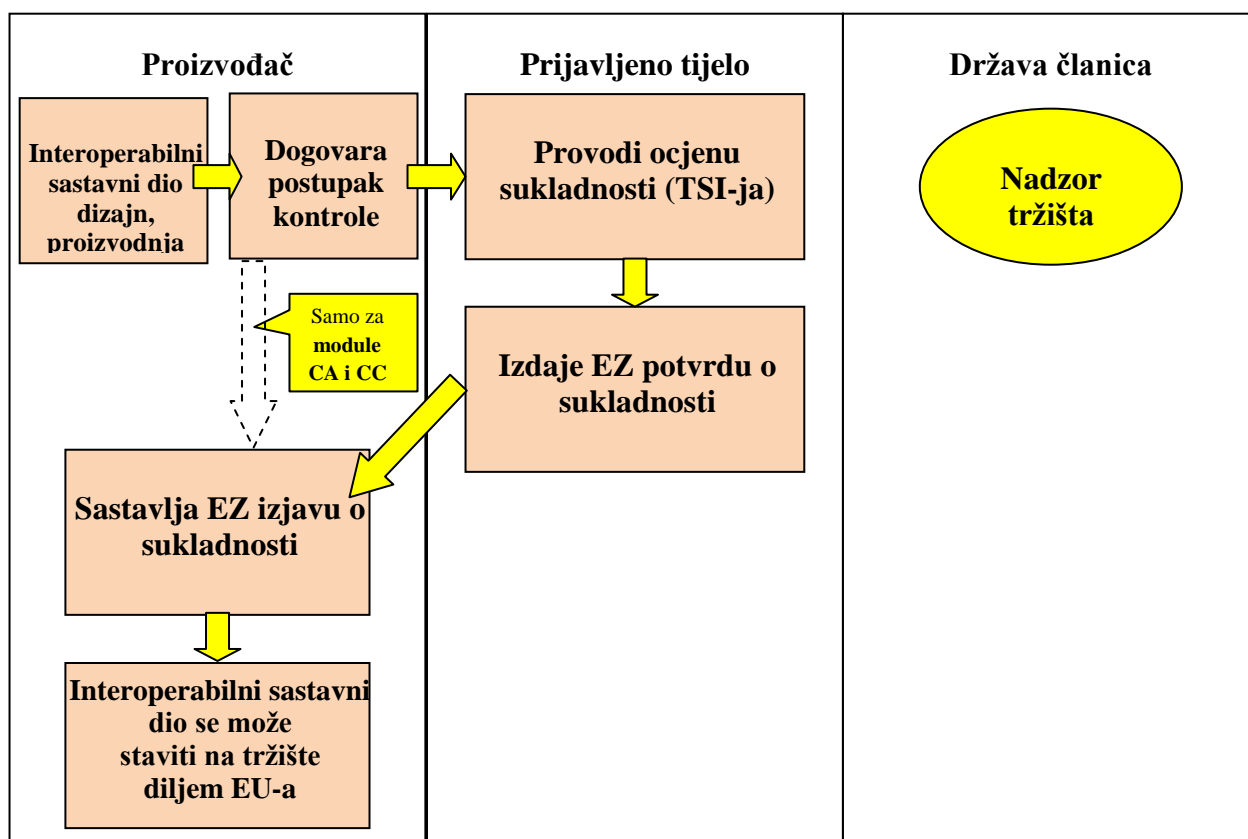 Proizvođač
Interoperabilni
sastavni dio
dizajn,
proizvodnja
Dogovara
postupak
kontrole
Samo za
module
CA i CC
Sastavlja EZ izjavu o
sukladnosti
Interoperabilni sastavni
dio se može
staviti na tržište
diljem EU-a
Prijavljeno tijelo
Provodi ocjenu
sukladnosti (TSI-ja)
Izdaje EZ potvrdu o
sukladnosti
Država članica
Nadzor
tržišta